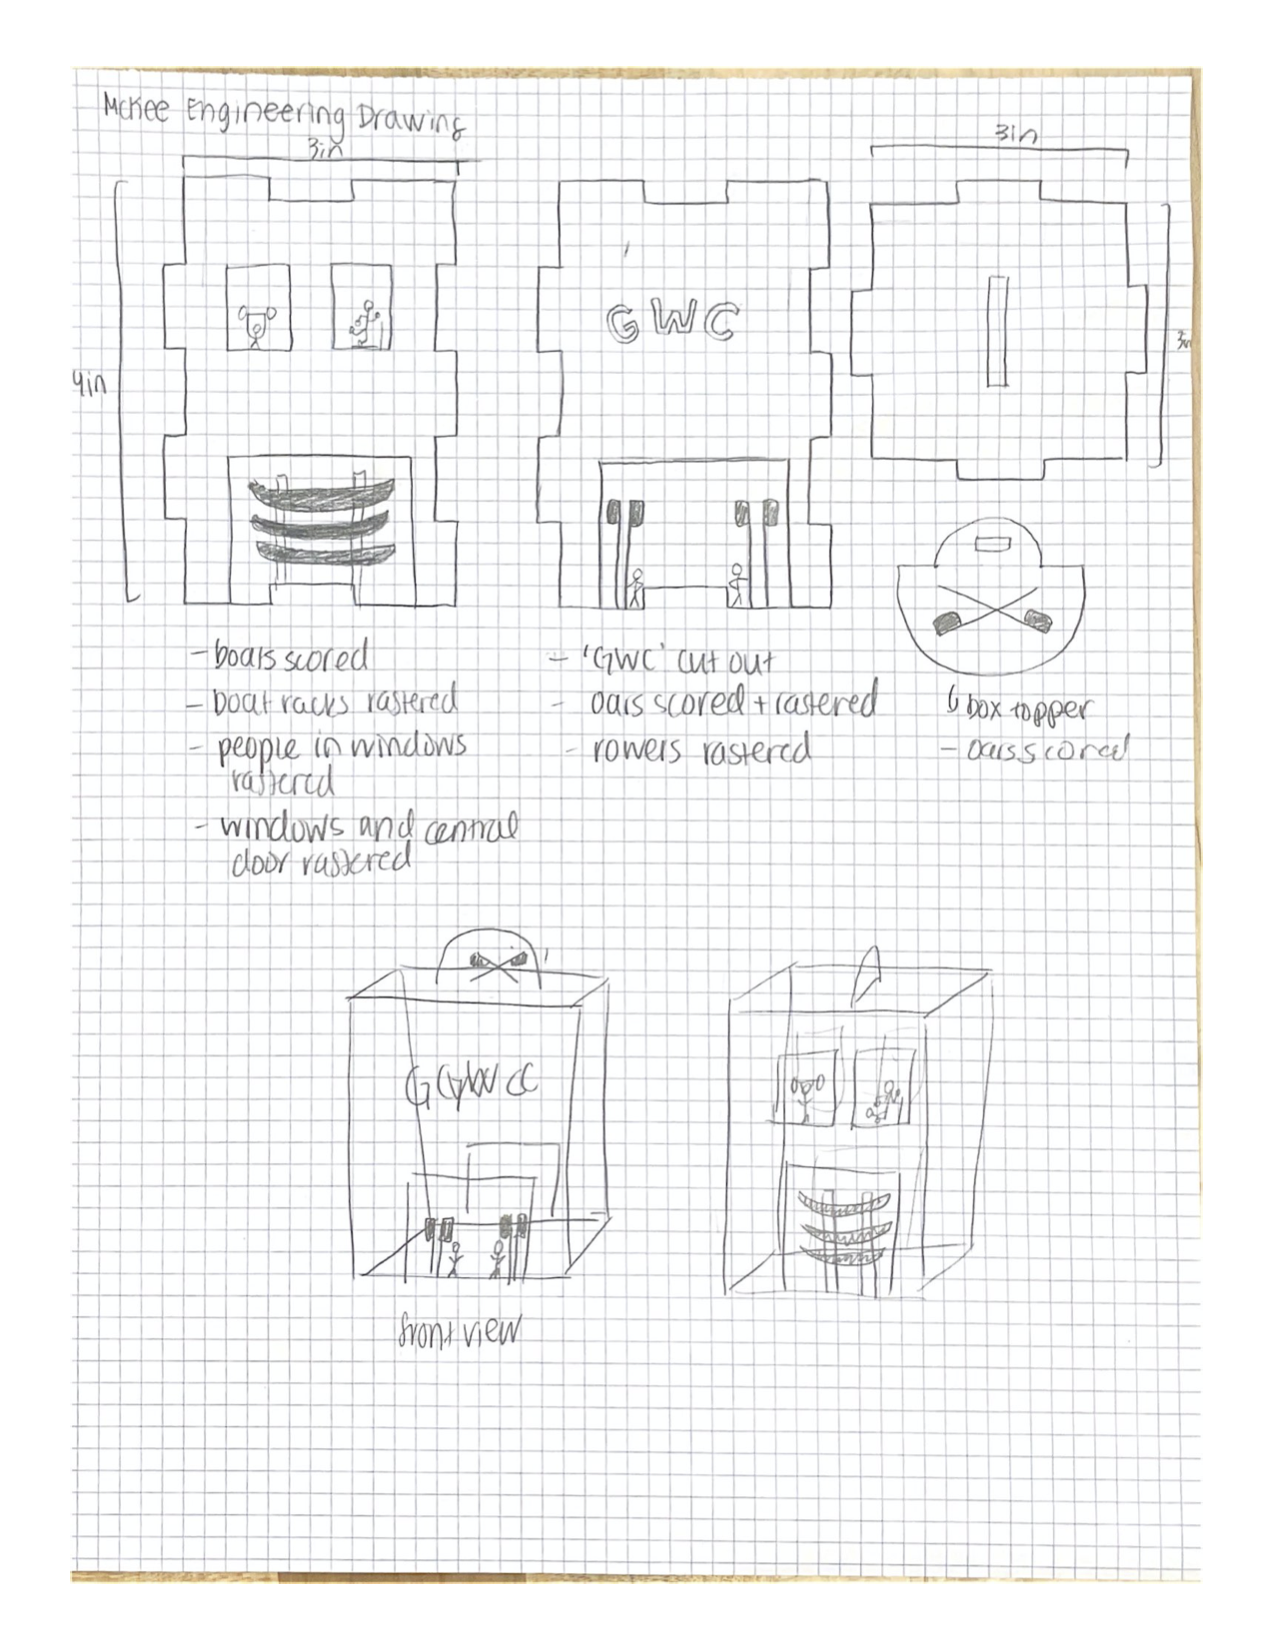 McKee Engineering Drawing
3in
3in
4in
GWC
3in
- boats scored
- boat racks rastered
- people in windows
rastered
- windows and central
door rastered
- 'GWC' cut out
- oars scored + rastered
- rowers rastered
box topper
- oars scored
front view